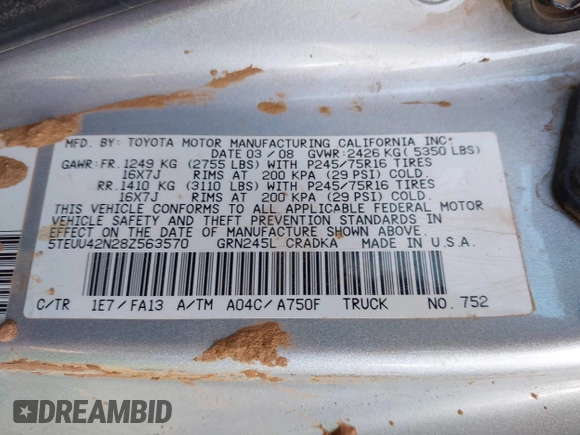 MFD. BY: TOYOTA MOTOR MANUFACTURING CALIFORNIA INC.
DATE 03/08 GVWR:2426 KG( 5350 LBS)
GAWR:FR.1249 KG (2755 LBS) WITH P245/75R16 TIRES
16X7J RIMS AT 200 KPA (29 PSI) COLD.
RR.1410 KG (3110 LBS) WITH P245/75R16 TIRES
16X7J RIMS AT 200 KPA (29 PSI) COLD.
THIS VEHICLE CONFORMS TO ALL APPLICABLE FEDERAL MOTOR
VEHICLE SAFETY AND THEFT PREVENTION STANDARDS IN
EFFECT ON THE DATE OF MANUFACTURE SHOWN ABOVE.
5TEUU42N28Z563570 GRN245L CRADKA MADE IN U.S.A.
C/TR 1E7/FA13 A/TM A04C/A750F TRUCK NO. 752
DREAMBID